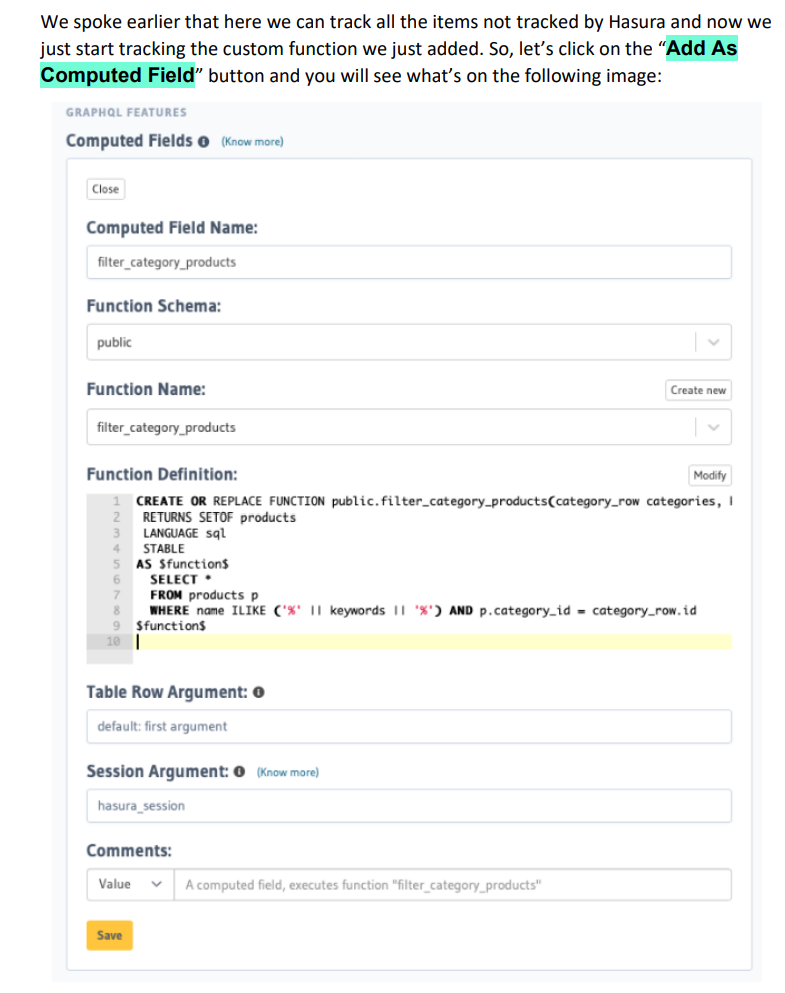 We spoke earlier that here we can track all the items not tracked by Hasura and now we
just start tracking the custom function we just added. So, let’s click on the “Add As
Computed Field” button and you will see what’s on the following image:
GRAPHQL FEATURES
Computed Fields (Know more)
Close
Computed Field Name:
filter_category_products
Function Schema:
public
Function Name: Create new
filter_category_products
Function Definition: Modify
1 CREATE OR REPLACE FUNCTION public.filter_category_products(category_row categories,
2 RETURNS SETOF products
3 LANGUAGE sql
4 STABLE
5 AS $function$
6 SELECT *
7 FROM products p
8 WHERE name ILIKE ('%' || keywords || '%') AND p.category_id = category_row.id
9 $function$
10
Table Row Argument:
default: first argument
Session Argument: (Know more)
hasura_session
Comments:
Value A computed field, executes function "filter_category_products"
Save